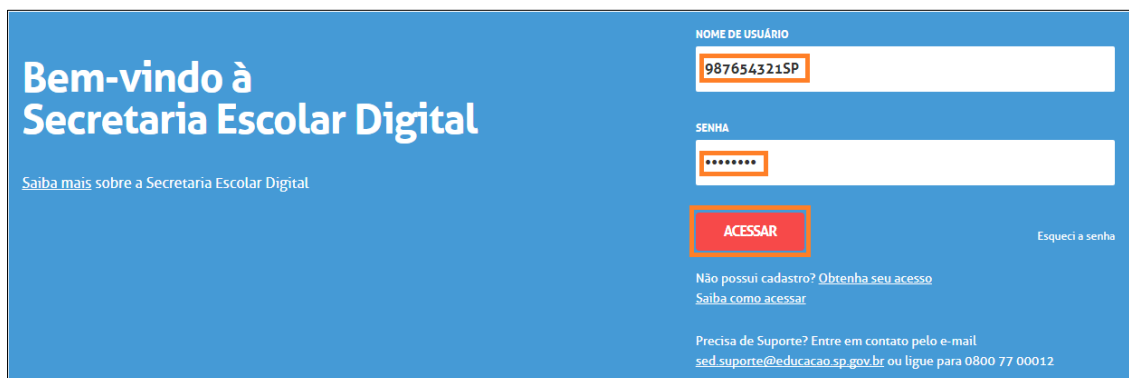 Bem-vindo à
Secretaria Escolar Digital
Saiba mais sobre a Secretaria Escolar Digital
NOME DE USUÁRIO
987654321SP
SENHA
••••••••
ACESSAR
Esqueci a senha
Não possui cadastro? Obtenha seu acesso
Saiba como acessar
Precisa de Suporte? Entre em contato pelo e-mail
sed.suporte@educacao.sp.gov.br ou ligue para 0800 77 00012